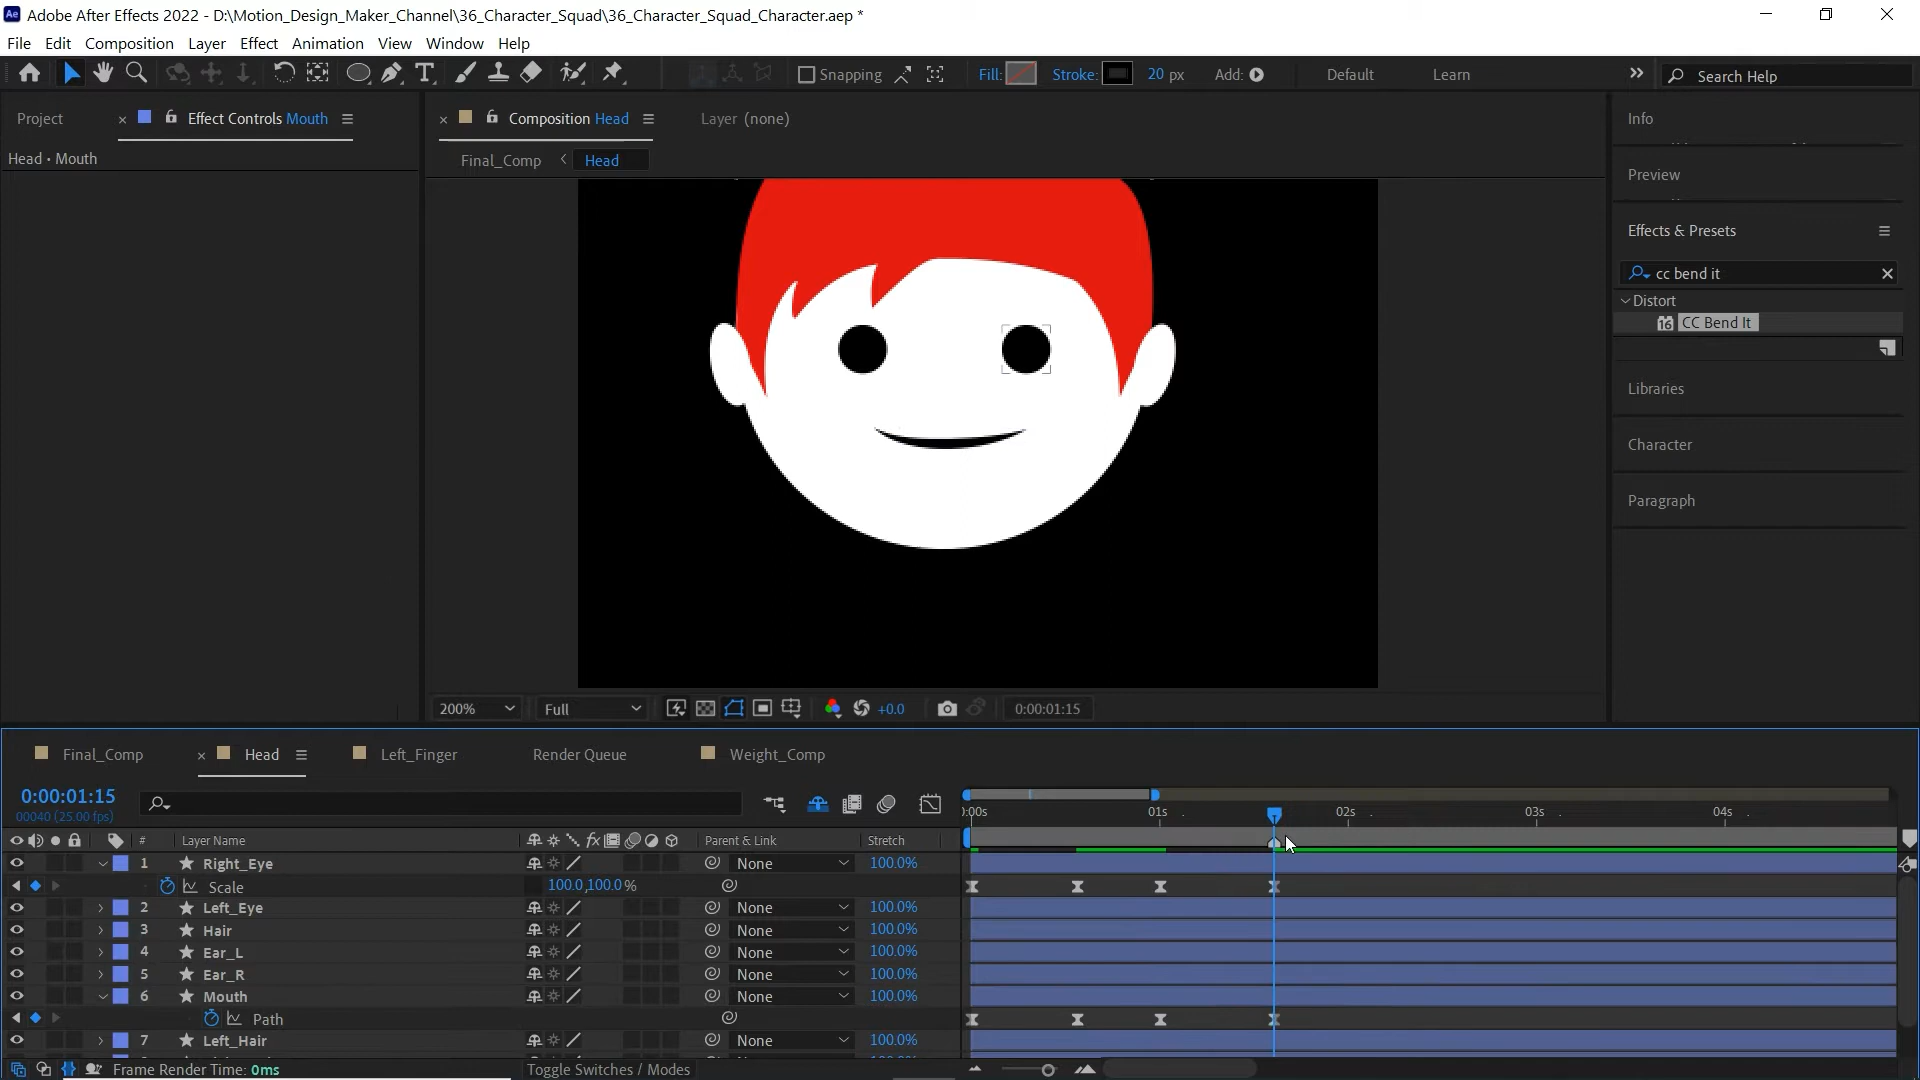 Adobe After Effects 2022 - D:\Motion_Design_Maker_Channel\36_Character_Squad\36_Character_Squad_Character.aep *
File Edit Composition Layer Effect Animation View Window Help
Snapping Fill: Stroke: 20 px Add: Default Learn Search Help
Project Effect Controls Mouth Composition Head Layer (none) Info
Head • Mouth Final_Comp Head
Preview
Effects & Presets
cc bend it
Distort
16 CC Bend It
Libraries
Character
Paragraph
200% Full +0.0 0:00:01:15
Final_Comp Head Left_Finger Render Queue Weight_Comp
0:00:01:15
00040 (25.00 fps)
:00s 01s 02s 03s 04s
# Layer Name fx Parent & Link Stretch
1 Right_Eye None 100.0%
Scale 100.0,100.0%
2 Left_Eye None 100.0%
3 Hair None 100.0%
4 Ear_L None 100.0%
5 Ear_R None 100.0%
6 Mouth None 100.0%
Path
7 Left_Hair None 100.0%
Frame Render Time: 0ms Toggle Switches / Modes